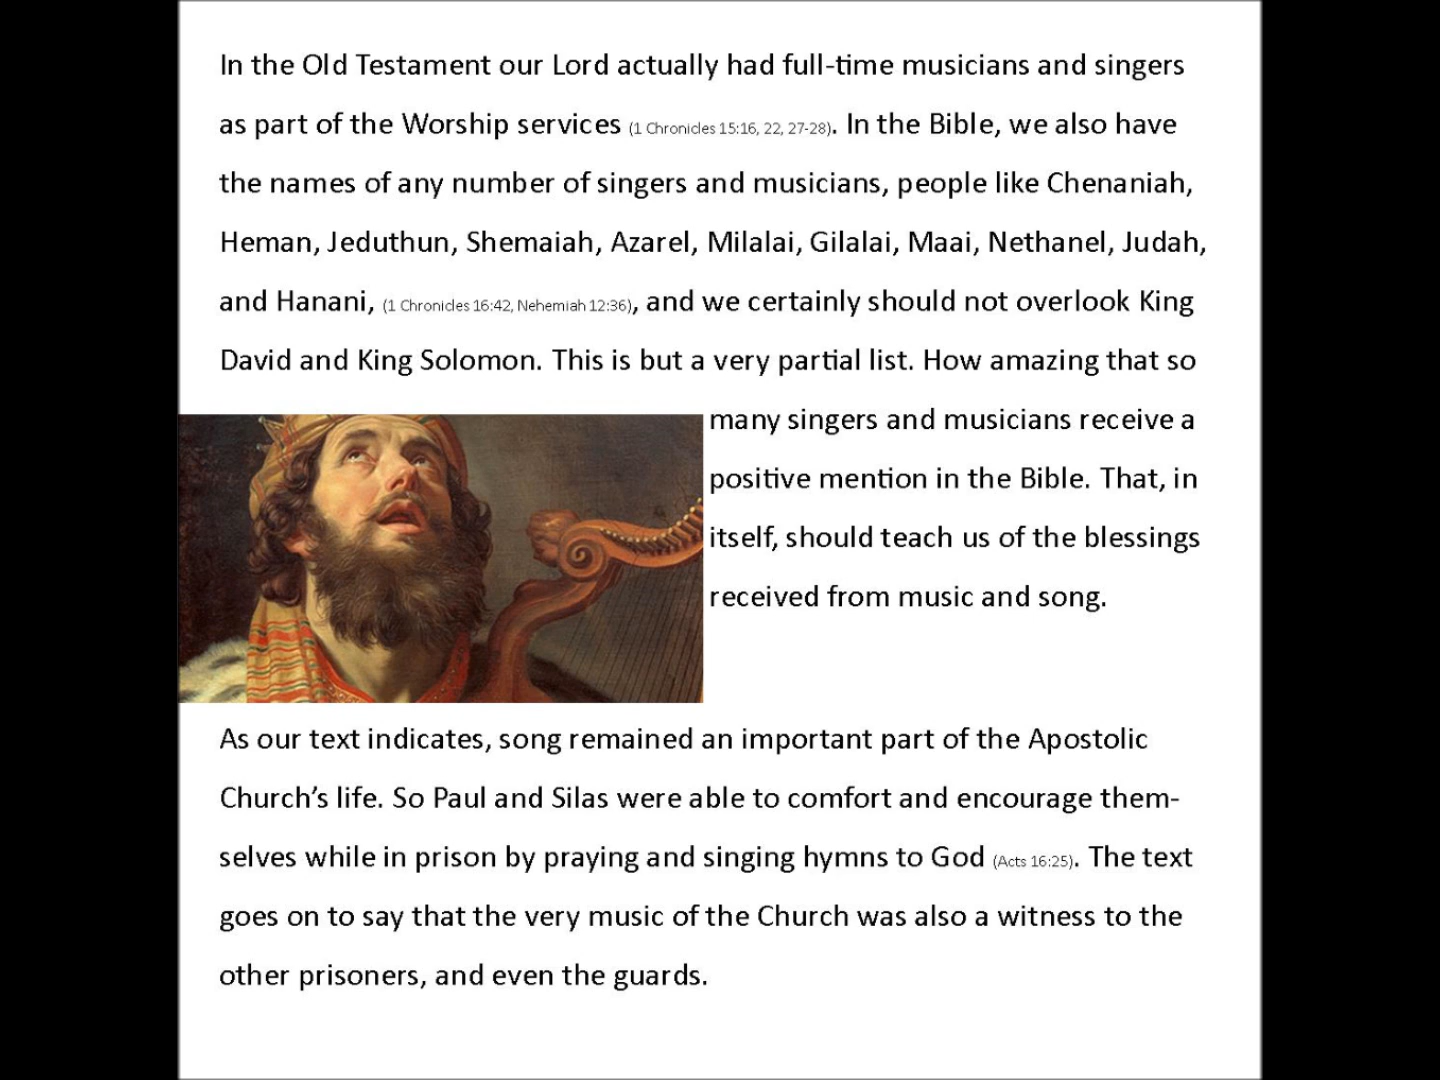 In the Old Testament our Lord actually had full-time musicians and singers
as part of the Worship services (1 Chronicles 15:16, 22, 27-28). In the Bible, we also have
the names of any number of singers and musicians, people like Chenaniah,
Heman, Jeduthun, Shemaiah, Azarel, Milalai, Gilalai, Maai, Nethanel, Judah,
and Hanani, (1 Chronicles 16:42, Nehemiah 12:36), and we certainly should not overlook King
David and King Solomon. This is but a very partial list. How amazing that so
many singers and musicians receive a
positive mention in the Bible. That, in
itself, should teach us of the blessings
received from music and song.
As our text indicates, song remained an important part of the Apostolic
Church’s life. So Paul and Silas were able to comfort and encourage them-
selves while in prison by praying and singing hymns to God (Acts 16:25). The text
goes on to say that the very music of the Church was also a witness to the
other prisoners, and even the guards.